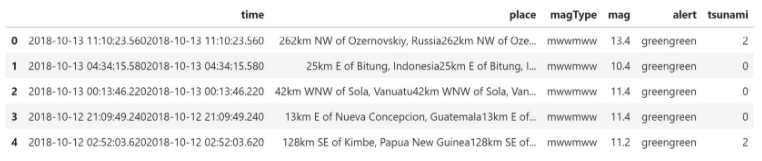 time place magType mag alert tsunami
0 2018-10-13 11:10:23.5602018-10-13 11:10:23.560 262km NW of Ozernovskiy, Russia262km NW of Oze... mwwmww 13.4 greengreen 2
1 2018-10-13 04:34:15.5802018-10-13 04:34:15.580 25km E of Bitung, Indonesia25km E of Bitung, I... mwwmww 10.4 greengreen 0
2 2018-10-13 00:13:46.2202018-10-13 00:13:46.220 42km WNW of Sola, Vanuatu42km WNW of Sola, Van... mwwmww 11.4 greengreen 0
3 2018-10-12 21:09:49.2402018-10-12 21:09:49.240 13km E of Nueva Concepcion, Guatemala13km E of... mwwmww 11.4 greengreen 0
4 2018-10-12 02:52:03.6202018-10-12 02:52:03.620 128km SE of Kimbe, Papua New Guinea128km SE of... mwwmww 11.2 greengreen 2